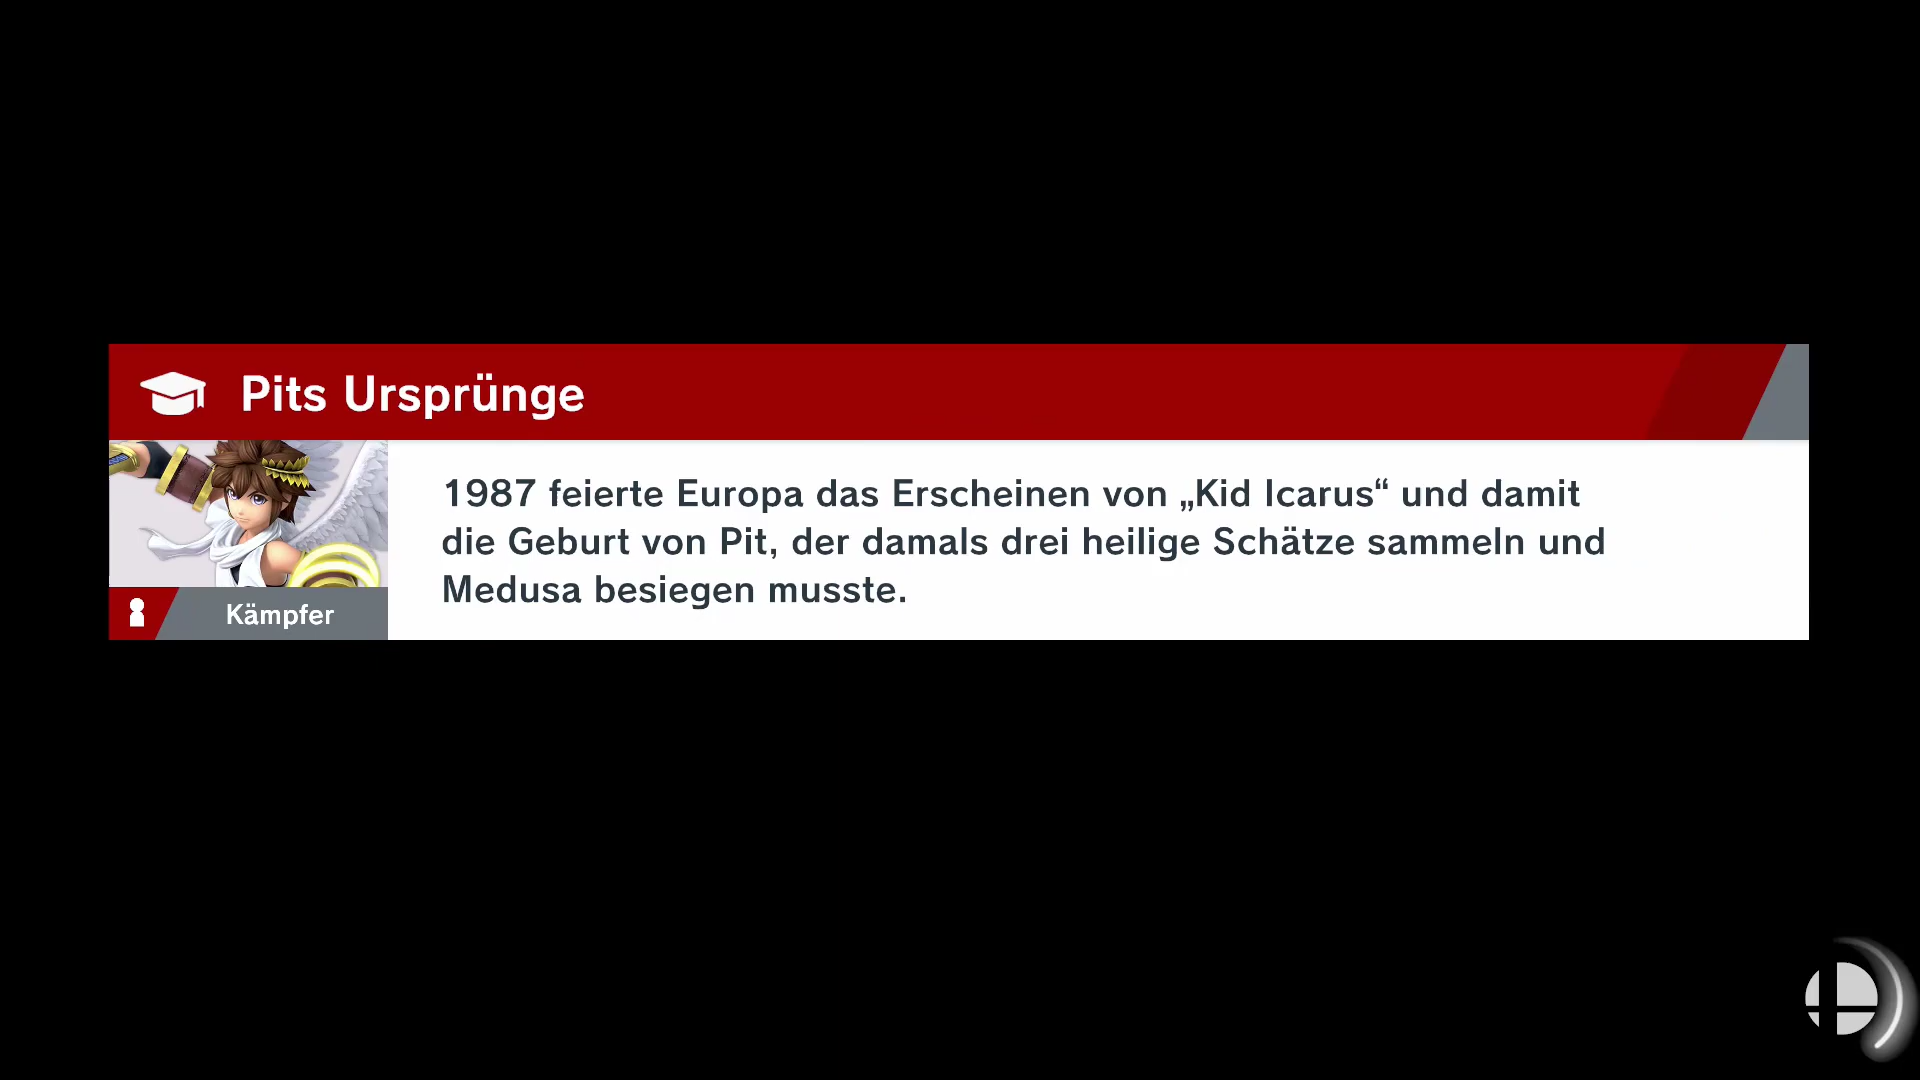 Pits Ursprünge
1987 feierte Europa das Erscheinen von „Kid Icarus“ und damit
die Geburt von Pit, der damals drei heilige Schätze sammeln und
Medusa besiegen musste.
Kämpfer